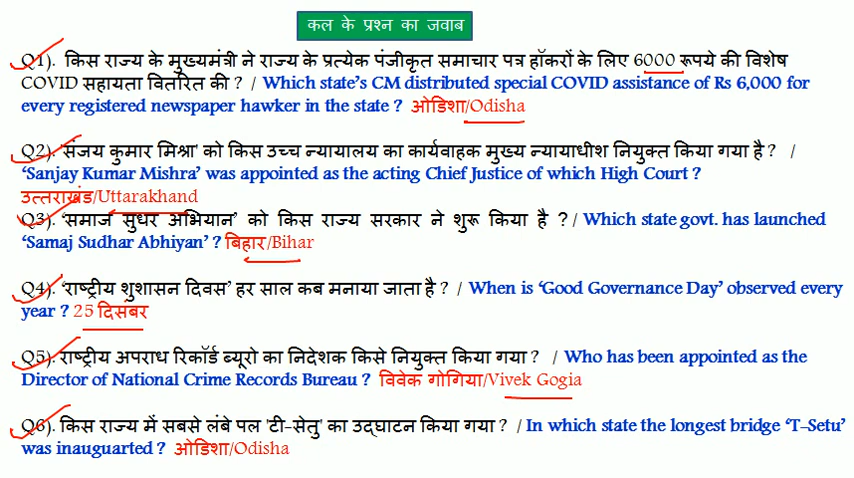 कल के प्रश्न का जवाब
Q1). किस राज्य के मुख्यमंत्री ने राज्य के प्रत्येक पंजीकृत समाचार पत्र हॉकरों के लिए 6000 रूपये की विशेष
COVID सहायता वितरित की ? / Which state's CM distributed special COVID assistance of Rs 6,000 for
every registered newspaper hawker in the state ? ओडिशा/Odisha
Q2). 'संजय कुमार मिश्रा' को किस उच्च न्यायालय का कार्यवाहक मुख्य न्यायाधीश नियुक्त किया गया है ? /
'Sanjay Kumar Mishra' was appointed as the acting Chief Justice of which High Court ?
उत्तराखंड/Uttarakhand
Q3). 'समाज सुधर अभियान' को किस राज्य सरकार ने शुरू किया है ? / Which state govt. has launched
'Samaj Sudhar Abhiyan' ? बिहार/Bihar
Q4). 'राष्ट्रीय शुशासन दिवस' हर साल कब मनाया जाता है ? / When is 'Good Governance Day' observed every
year ? 25 दिसबर
Q5). राष्ट्रीय अपराध रिकॉर्ड ब्यूरो का निदेशक किसे नियुक्त किया गया ? / Who has been appointed as the
Director of National Crime Records Bureau ? विवेक गोगिया/Vivek Gogia
Q6). किस राज्य में सबसे लंबे पल 'टी-सेतु' का उद्घाटन किया गया ? / In which state the longest bridge 'T-Setu'
was inauguarted ? ओडिशा/Odisha